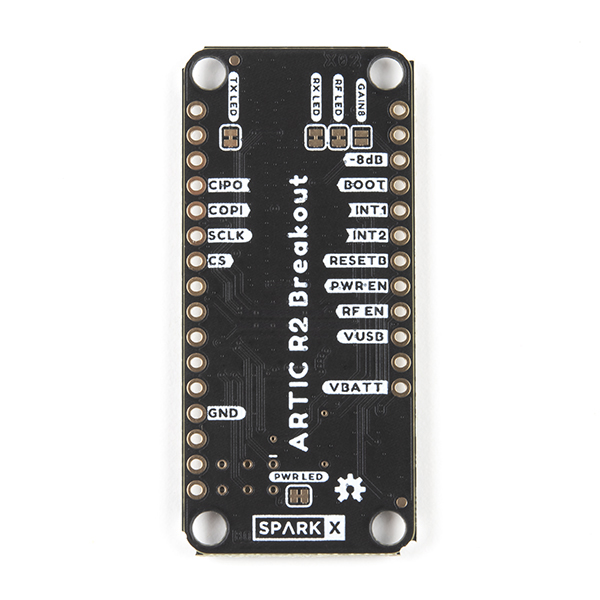 X02
TX LED
RX LED
RF LED
GAIN8
-8dB
CIPO
BOOT
COPI
INT1
SCLK
INT2
CS
RESETB
PWR EN
RF EN
VUSB
VBATT
GND
ARTIC R2 Breakout
PWR LED
SPARK X